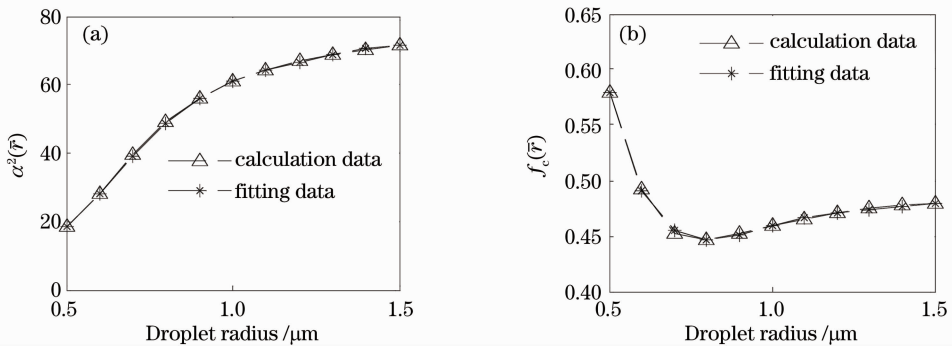 80
60
40
20
0
(a)
α²(r̄)
calculation data
fitting data
0.5 1.0 1.5
Droplet radius /μm
0.65
0.60
0.55
0.50
0.45
0.40
(b)
f_c(r̄)
calculation data
fitting data
0.5 1.0 1.5
Droplet radius /μm